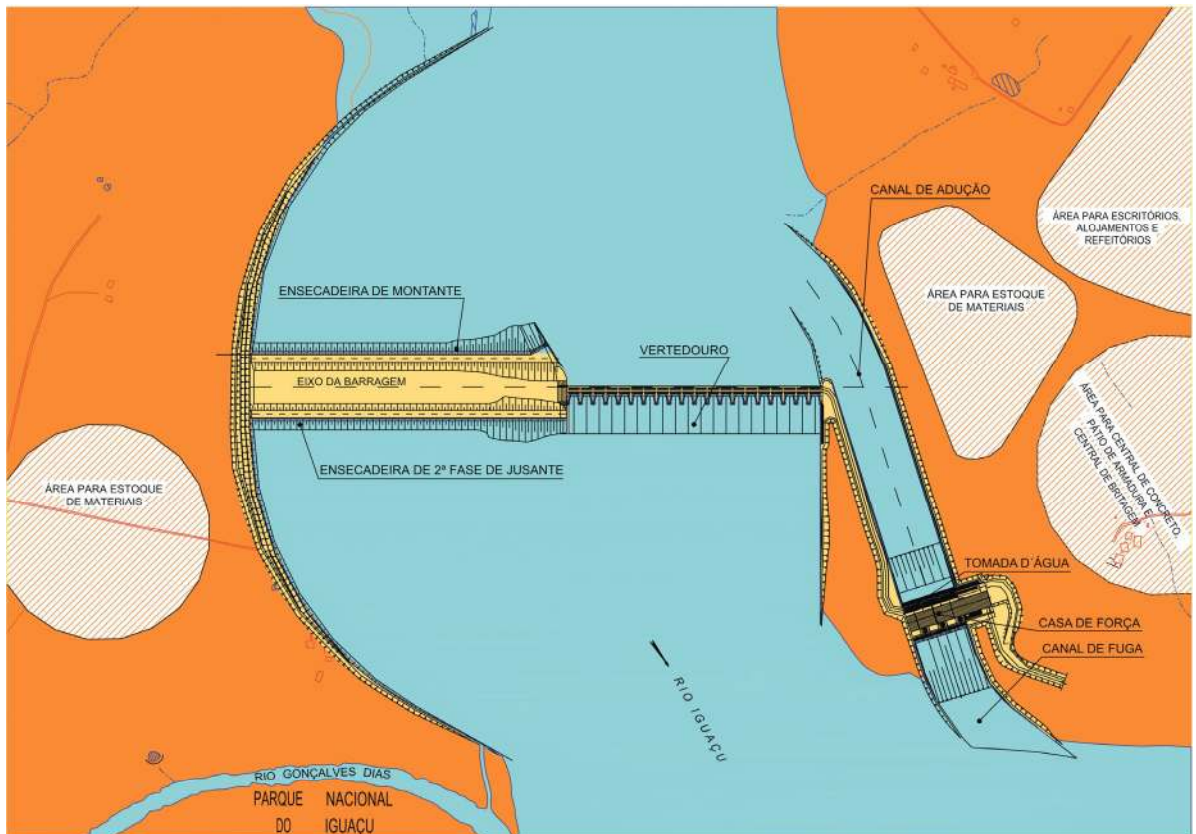 CANAL DE ADUÇÃO
ÁREA PARA ESCRITÓRIOS,
ALOJAMENTOS E
REFEITÓRIOS
ENSECADEIRA DE MONTANTE
ÁREA PARA ESTOQUE
DE MATERIAIS
VERTEDOURO
EIXO DA BARRAGEM
ÁREA PARA CENTRAL DE CONCRETO,
PÁTIO DE ARMADURA E
CENTRAL DE BRITAGEM
ENSECADEIRA DE 2ª FASE DE JUSANTE
ÁREA PARA ESTOQUE
DE MATERIAIS
TOMADA D´ÁGUA
CASA DE FORÇA
CANAL DE FUGA
RIO IGUAÇU
RIO GONÇALVES DIAS
PARQUE NACIONAL
DO IGUAÇU